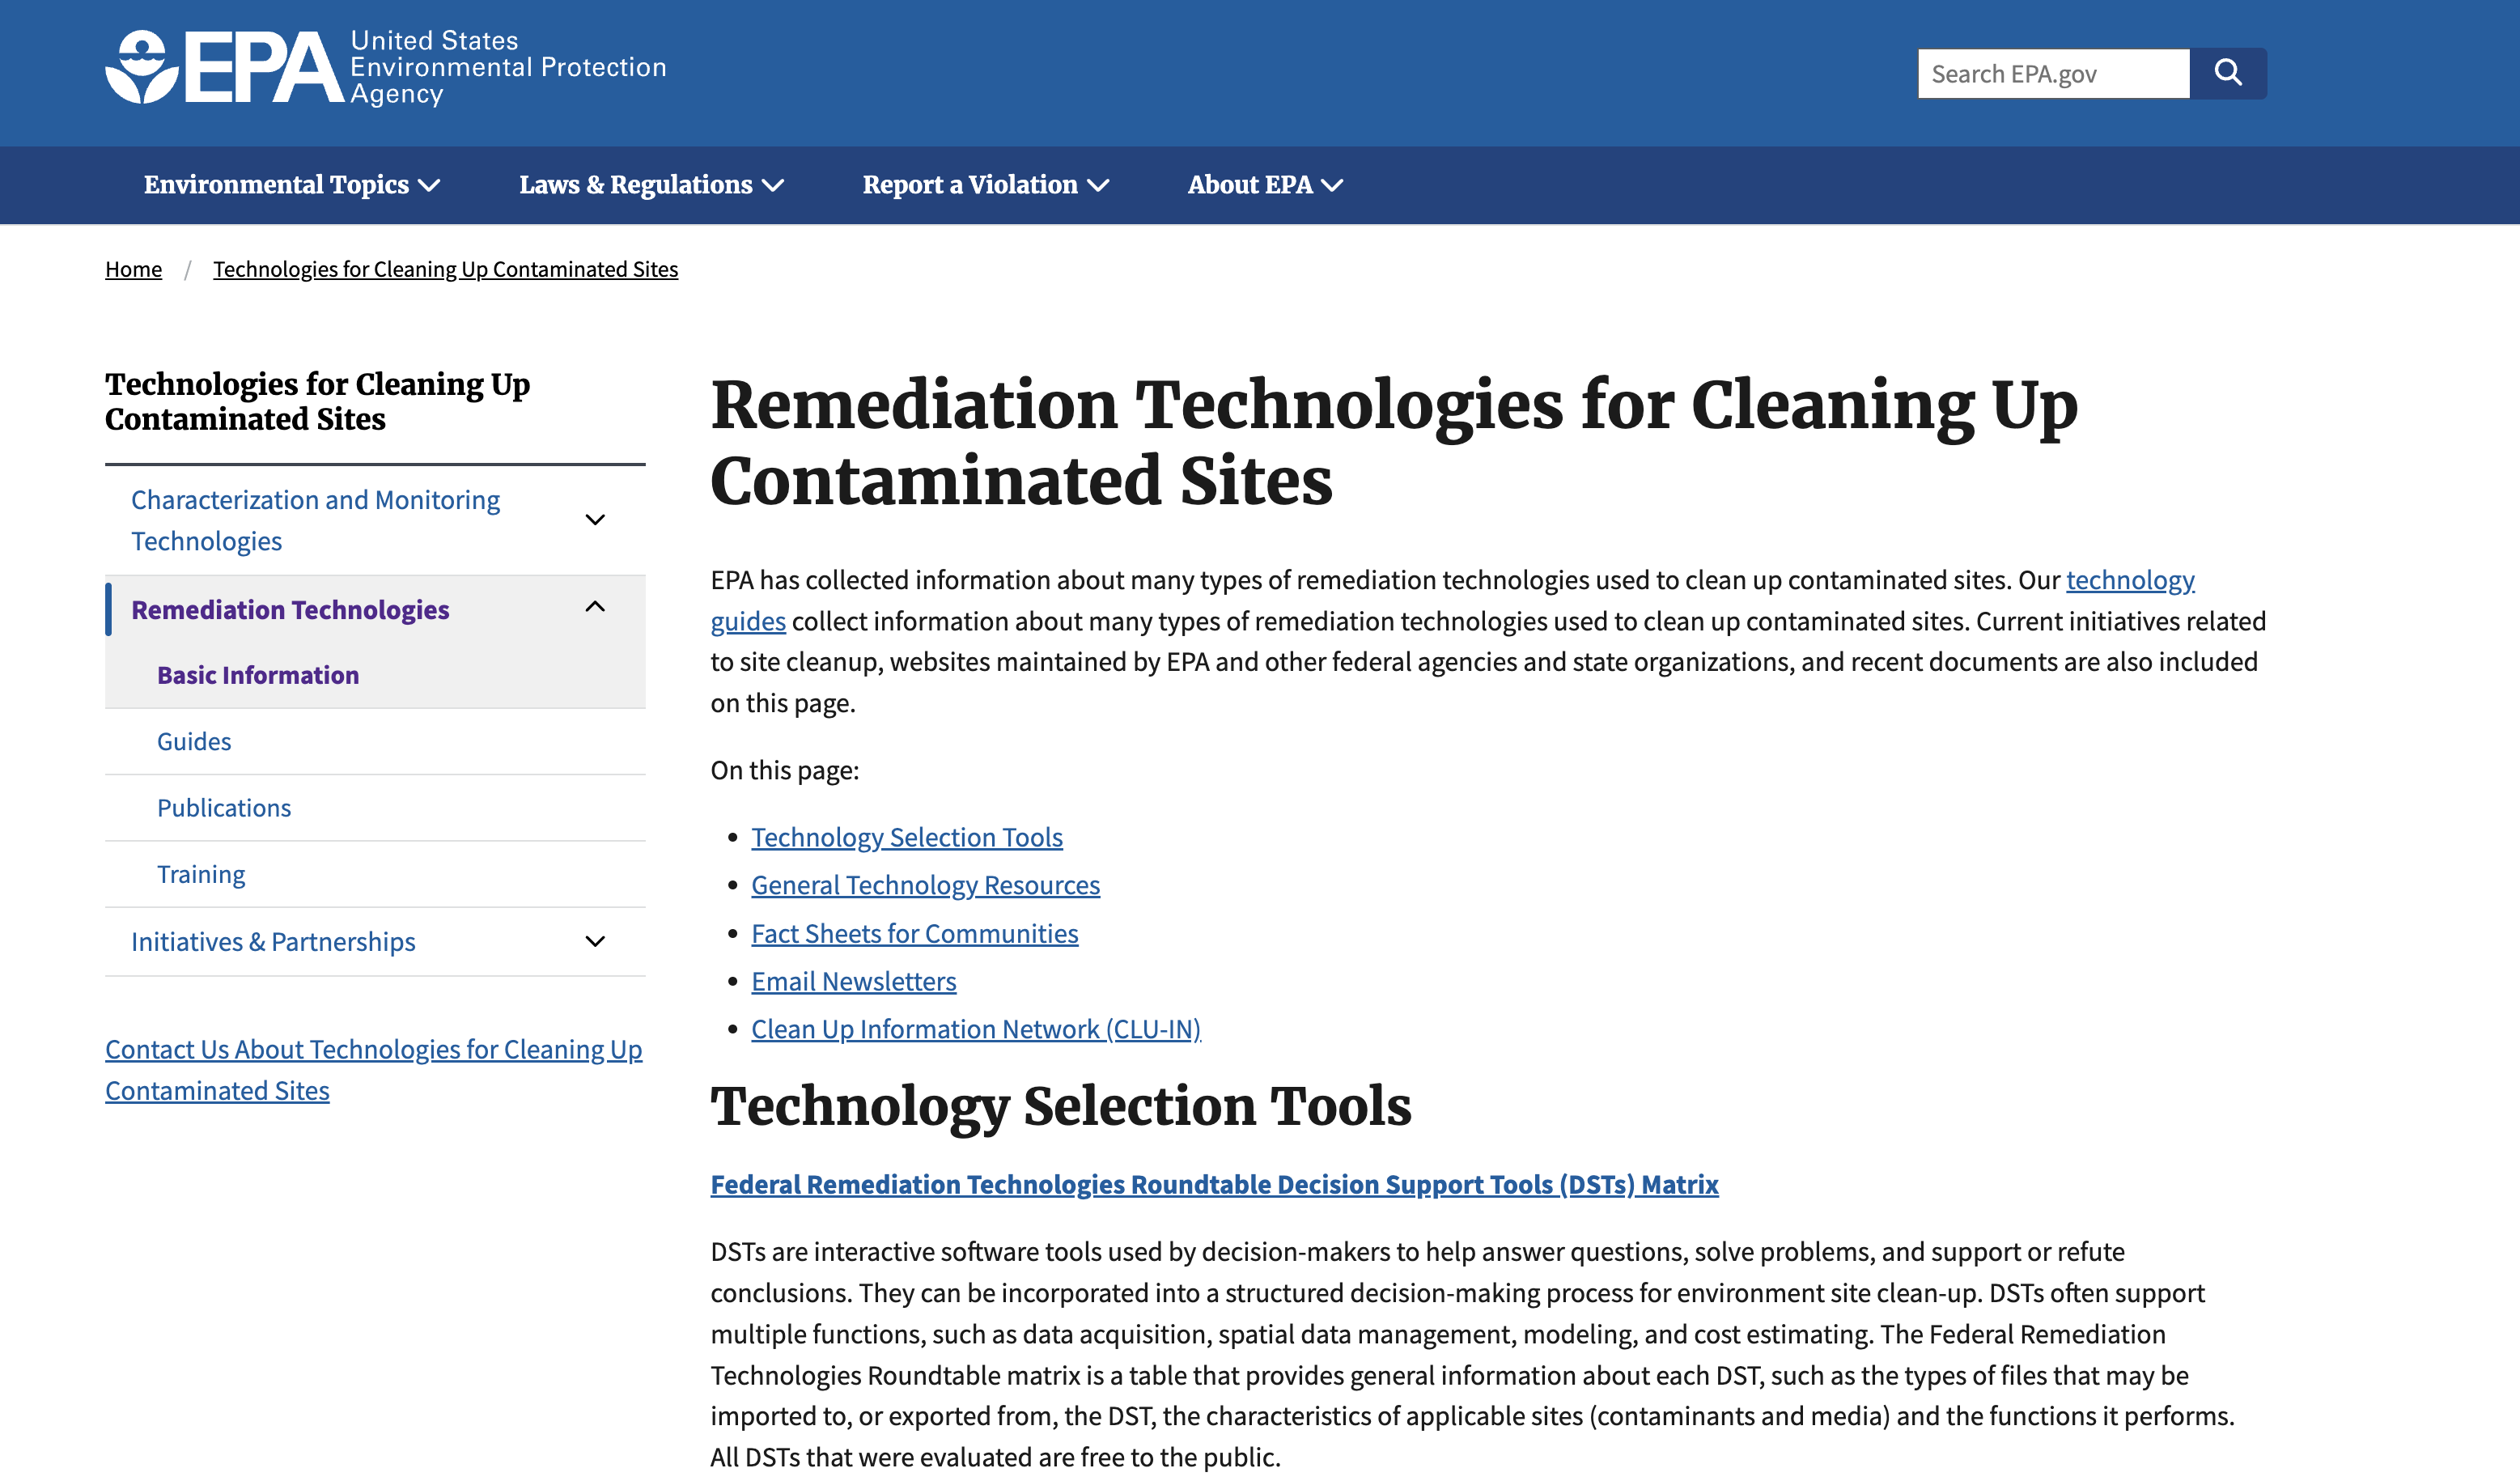 EPA United States
Environmental Protection
Agency
Search EPA.gov
Environmental Topics
Laws & Regulations
Report a Violation
About EPA
Home / Technologies for Cleaning Up Contaminated Sites
Technologies for Cleaning Up
Contaminated Sites
Characterization and Monitoring
Technologies
Remediation Technologies
Basic Information
Guides
Publications
Training
Initiatives & Partnerships
Contact Us About Technologies for Cleaning Up
Contaminated Sites
Remediation Technologies for Cleaning Up
Contaminated Sites
EPA has collected information about many types of remediation technologies used to clean up contaminated sites. Our technology
guides collect information about many types of remediation technologies used to clean up contaminated sites. Current initiatives related
to site cleanup, websites maintained by EPA and other federal agencies and state organizations, and recent documents are also included
on this page.
On this page:
• Technology Selection Tools
• General Technology Resources
• Fact Sheets for Communities
• Email Newsletters
• Clean Up Information Network (CLU-IN)
Technology Selection Tools
Federal Remediation Technologies Roundtable Decision Support Tools (DSTs) Matrix
DSTs are interactive software tools used by decision-makers to help answer questions, solve problems, and support or refute
conclusions. They can be incorporated into a structured decision-making process for environment site clean-up. DSTs often support
multiple functions, such as data acquisition, spatial data management, modeling, and cost estimating. The Federal Remediation
Technologies Roundtable matrix is a table that provides general information about each DST, such as the types of files that may be
imported to, or exported from, the DST, the characteristics of applicable sites (contaminants and media) and the functions it performs.
All DSTs that were evaluated are free to the public.